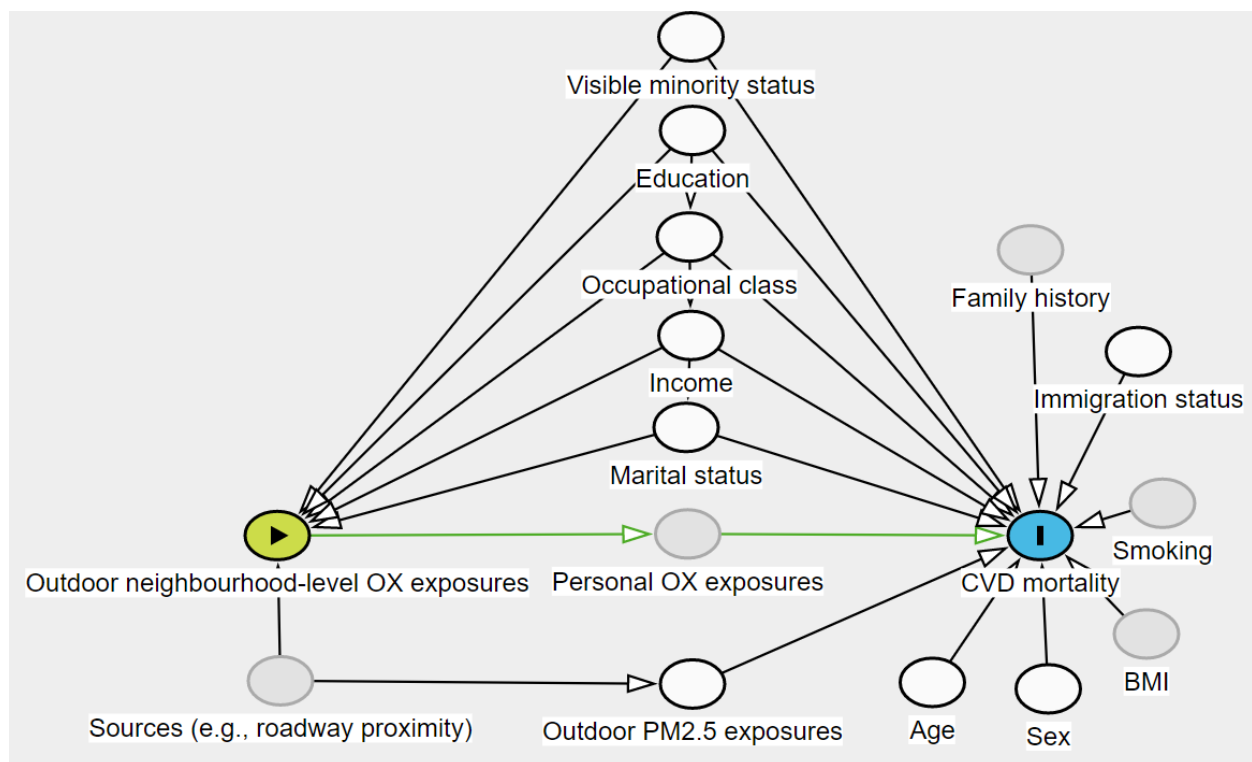 Visible minority status
Education
Occupational class
Family history
Income
Immigration status
Marital status
Smoking
Outdoor neighbourhood-level OX exposures
Personal OX exposures
CVD mortality
BMI
Sources (e.g., roadway proximity)
Outdoor PM2.5 exposures
Age
Sex